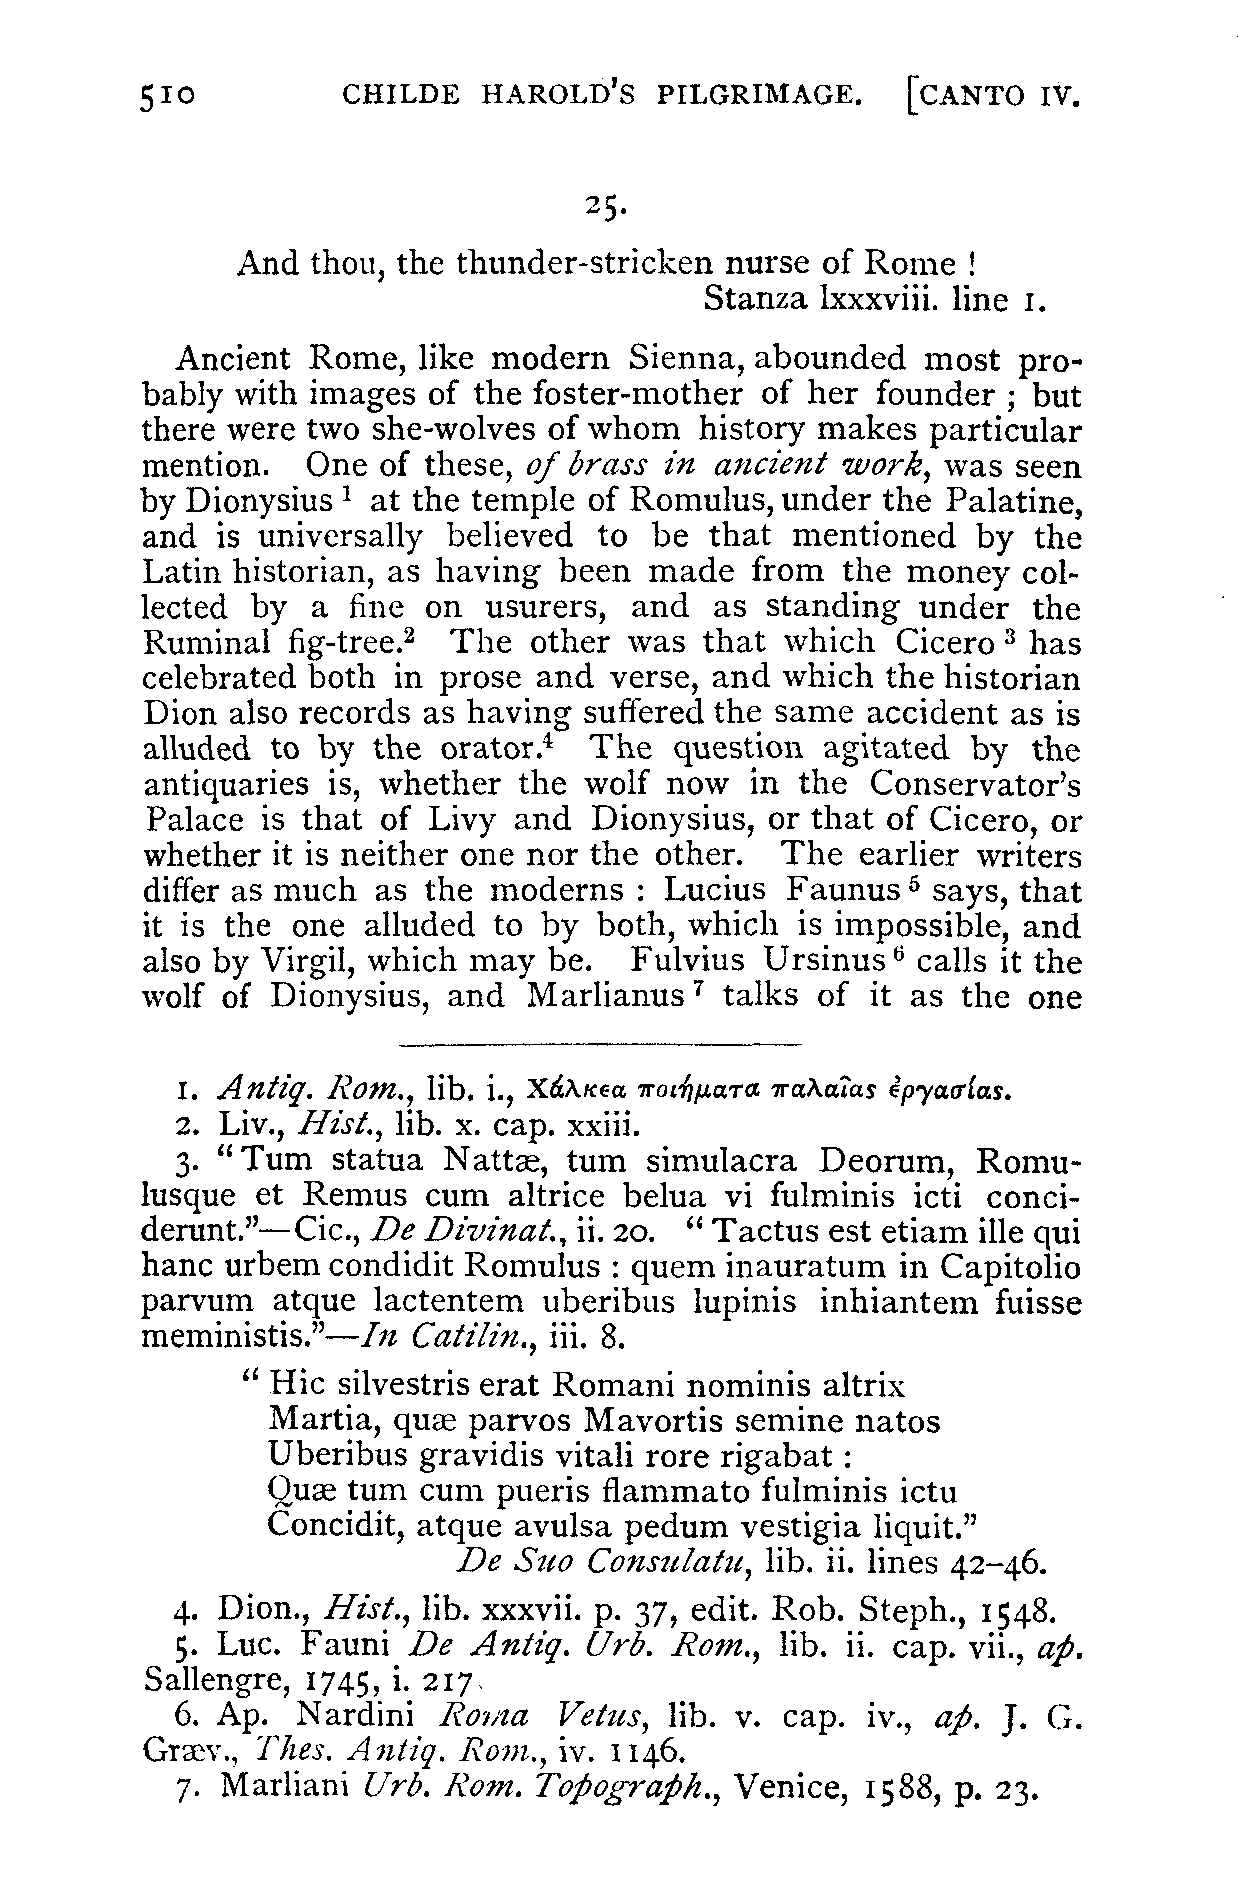 510 CHILDE HAROLD'S PILGRIMAGE. [CANTO IV.
25.
And thou, the thunder-stricken nurse of Rome !
Stanza lxxxviii. line 1.
Ancient Rome, like modern Sienna, abounded most pro-
bably with images of the foster-mother of her founder ; but
there were two she-wolves of whom history makes particular
mention. One of these, of brass in ancient work, was seen
by Dionysius ¹ at the temple of Romulus, under the Palatine,
and is universally believed to be that mentioned by the
Latin historian, as having been made from the money col-
lected by a fine on usurers, and as standing under the
Ruminal fig-tree.² The other was that which Cicero ³ has
celebrated both in prose and verse, and which the historian
Dion also records as having suffered the same accident as is
alluded to by the orator.⁴ The question agitated by the
antiquaries is, whether the wolf now in the Conservator's
Palace is that of Livy and Dionysius, or that of Cicero, or
whether it is neither one nor the other. The earlier writers
differ as much as the moderns : Lucius Faunus ⁵ says, that
it is the one alluded to by both, which is impossible, and
also by Virgil, which may be. Fulvius Ursinus ⁶ calls it the
wolf of Dionysius, and Marlianus ⁷ talks of it as the one
1. Antiq. Rom., lib. i., Χάλκεα ποιήματα παλαῖας ἐργασίας.
2. Liv., Hist., lib. x. cap. xxiii.
3. "Tum statua Nattæ, tum simulacra Deorum, Romu-
lusque et Remus cum altrice belua vi fulminis icti conci-
derunt."—Cic., De Divinat., ii. 20. "Tactus est etiam ille qui
hanc urbem condidit Romulus : quem inauratum in Capitolio
parvum atque lactentem uberibus lupinis inhiantem fuisse
meministis."—In Catilin., iii. 8.
"Hic silvestris erat Romani nominis altrix
Martia, quæ parvos Mavortis semine natos
Uberibus gravidis vitali rore rigabat :
Quæ tum cum pueris flammato fulminis ictu
Concidit, atque avulsa pedum vestigia liquit."
De Suo Consulatu, lib. ii. lines 42–46.
4. Dion., Hist., lib. xxxvii. p. 37, edit. Rob. Steph., 1548.
5. Luc. Fauni De Antiq. Urb. Rom., lib. ii. cap. vii., ap.
Sallengre, 1745, i. 217.
6. Ap. Nardini Roma Vetus, lib. v. cap. iv., ap. J. G.
Græv., Thes. Antiq. Rom., iv. 1146.
7. Marliani Urb. Rom. Topograph., Venice, 1588, p. 23.